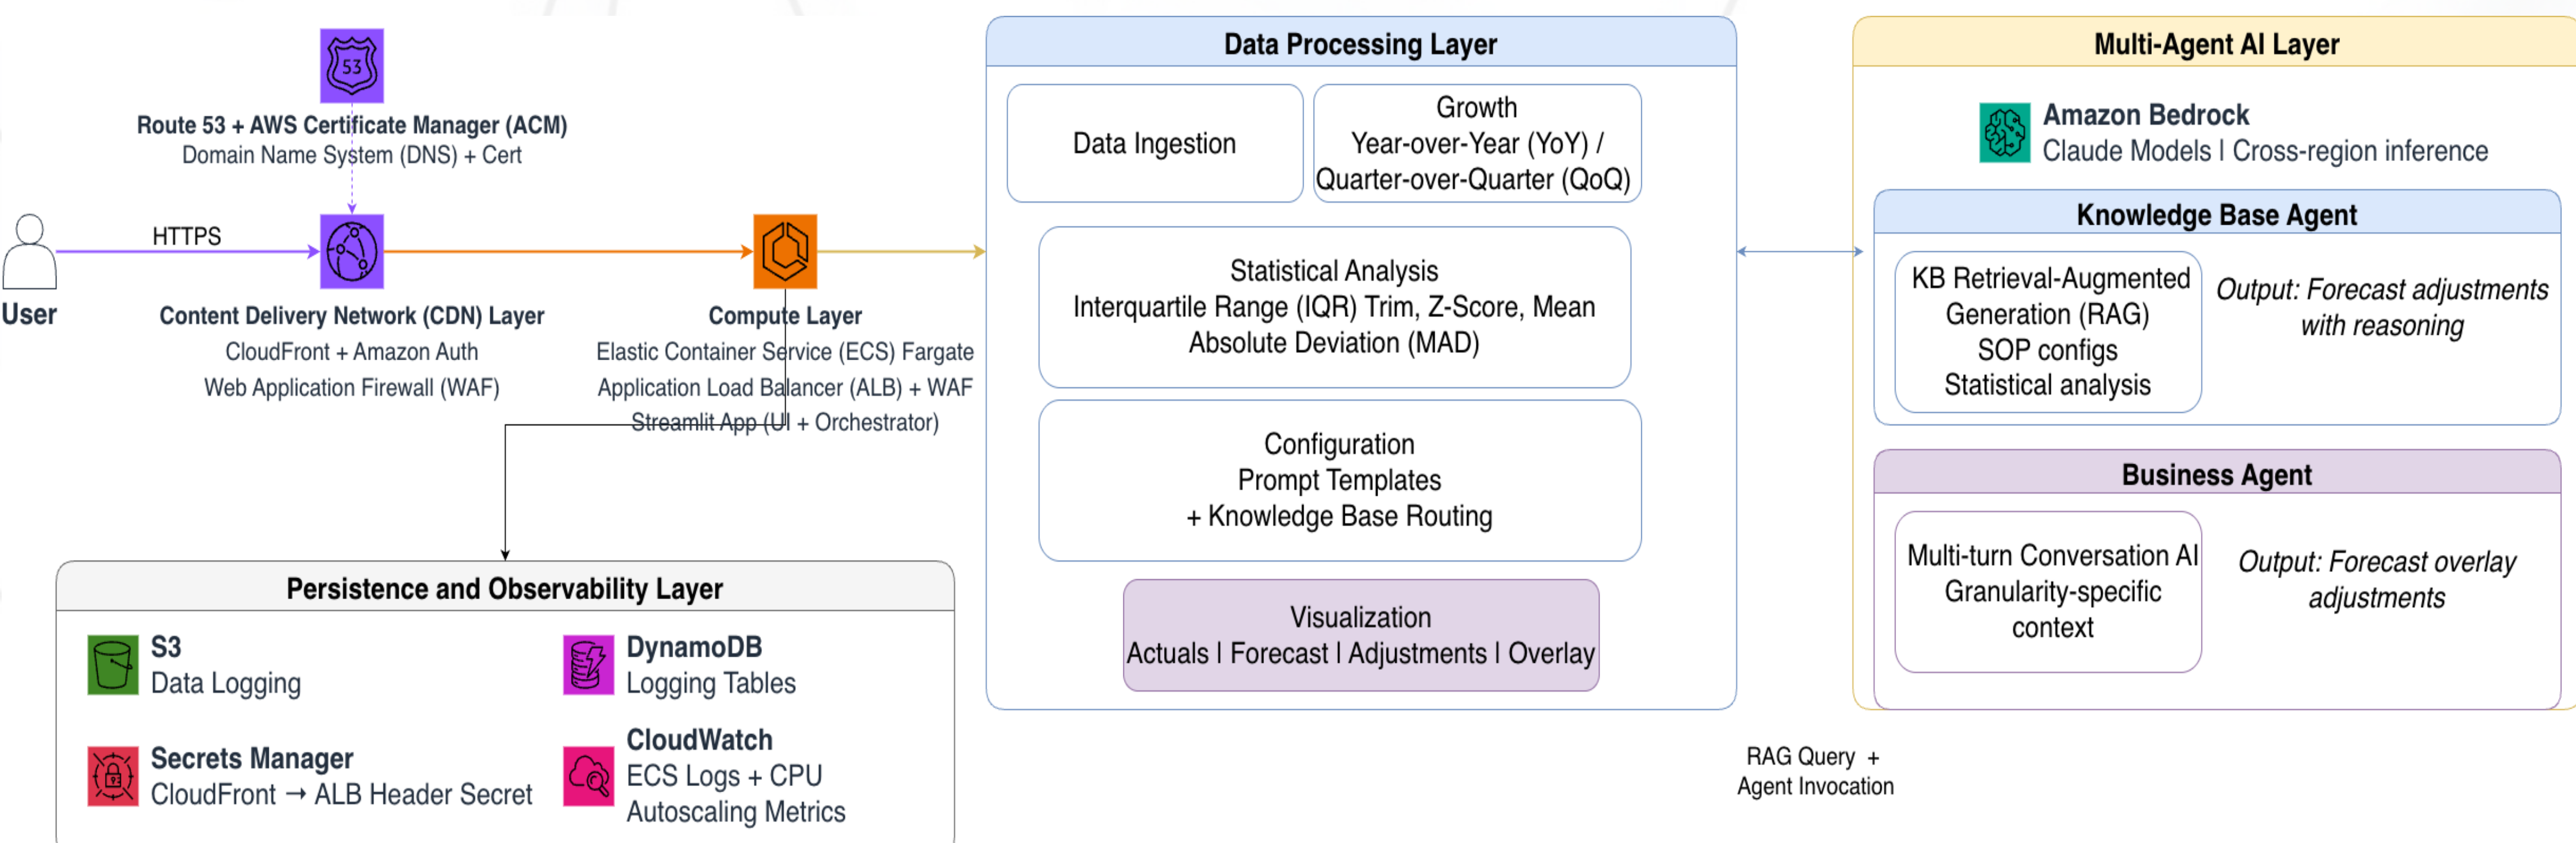 53
Route 53 + AWS Certificate Manager (ACM)
Domain Name System (DNS) + Cert
HTTPS
User
Content Delivery Network (CDN) Layer
CloudFront + Amazon Auth
Web Application Firewall (WAF)
Compute Layer
Elastic Container Service (ECS) Fargate
Application Load Balancer (ALB) + WAF
Streamlit App (UI + Orchestrator)
Persistence and Observability Layer
S3
Data Logging
DynamoDB
Logging Tables
Secrets Manager
CloudFront → ALB Header Secret
CloudWatch
ECS Logs + CPU
Autoscaling Metrics
Data Processing Layer
Data Ingestion
Growth
Year-over-Year (YoY) /
Quarter-over-Quarter (QoQ)
Statistical Analysis
Interquartile Range (IQR) Trim, Z-Score, Mean
Absolute Deviation (MAD)
Configuration
Prompt Templates
+ Knowledge Base Routing
Visualization
Actuals | Forecast | Adjustments | Overlay
RAG Query +
Agent Invocation
Multi-Agent AI Layer
Amazon Bedrock
Claude Models | Cross-region inference
Knowledge Base Agent
KB Retrieval-Augmented
Generation (RAG)
SOP configs
Statistical analysis
Output: Forecast adjustments
with reasoning
Business Agent
Multi-turn Conversation AI
Granularity-specific
context
Output: Forecast overlay
adjustments